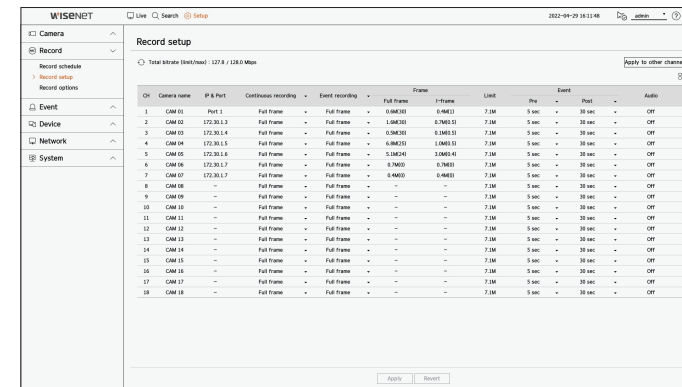 WISENET
Live Search Setup 2022-04-29 16:11:48 admin
Camera
Record
Record schedule
Record setup
Record options
Event
Device
Network
System
Record setup
Total bitrate (limit/max) : 127.8 / 128.0 Mbps
Apply to other channe
CH Camera name IP & Port Continuous recording Event recording Frame Limit Event Audio
Full frame I-frame Pre Post
1 CAM 01 Port 1 Full frame Full frame 0.6M(30) 0.4M(1) 7.1M 5 sec 30 sec Off
2 CAM 02 172.30.1.3 Full frame Full frame 1.6M(30) 0.7M(0.5) 7.1M 5 sec 30 sec Off
3 CAM 03 172.30.1.4 Full frame Full frame 0.5M(30) 0.1M(0.5) 7.1M 5 sec 30 sec Off
4 CAM 04 172.30.1.5 Full frame Full frame 6.8M(25) 1.0M(0.5) 7.1M 5 sec 30 sec Off
5 CAM 05 172.30.1.6 Full frame Full frame 5.1M(24) 3.0M(0.4) 7.1M 5 sec 30 sec Off
6 CAM 06 172.30.1.7 Full frame Full frame 0.7M(0) 0.7M(0) 7.1M 5 sec 30 sec Off
7 CAM 07 172.30.1.7 Full frame Full frame 0.4M(0) 0.4M(0) 7.1M 5 sec 30 sec Off
8 CAM 08 – Full frame Full frame – – 7.1M 5 sec 30 sec Off
9 CAM 09 – Full frame Full frame – – 7.1M 5 sec 30 sec Off
10 CAM 10 – Full frame Full frame – – 7.1M 5 sec 30 sec Off
11 CAM 11 – Full frame Full frame – – 7.1M 5 sec 30 sec Off
12 CAM 12 – Full frame Full frame – – 7.1M 5 sec 30 sec Off
13 CAM 13 – Full frame Full frame – – 7.1M 5 sec 30 sec Off
14 CAM 14 – Full frame Full frame – – 7.1M 5 sec 30 sec Off
15 CAM 15 – Full frame Full frame – – 7.1M 5 sec 30 sec Off
16 CAM 16 – Full frame Full frame – – 7.1M 5 sec 30 sec Off
17 CAM 17 – Full frame Full frame – – 7.1M 5 sec 30 sec Off
18 CAM 18 – Full frame Full frame – – 7.1M 5 sec 30 sec Off
Apply Revert